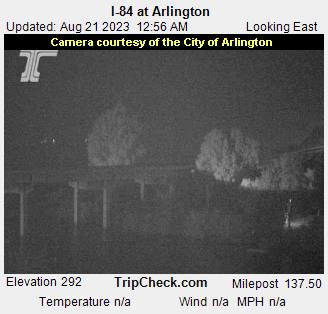 I-84 at Arlington
Updated: Aug 21 2023 12:56 AM Looking East
Camera courtesy of the City of Arlington
Elevation 292 TripCheck.com Milepost 137.50
Temperature n/a Wind n/a MPH n/a